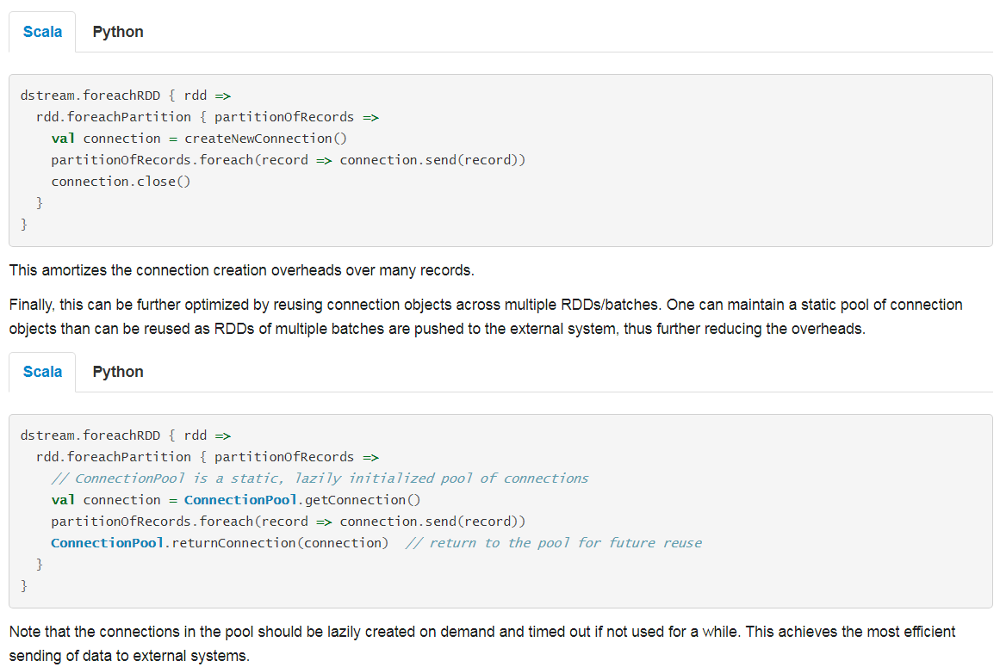 Scala Python
dstream.foreachRDD { rdd =>
  rdd.foreachPartition { partitionOfRecords =>
    val connection = createNewConnection()
    partitionOfRecords.foreach(record => connection.send(record))
    connection.close()
  }
}
This amortizes the connection creation overheads over many records.
Finally, this can be further optimized by reusing connection objects across multiple RDDs/batches. One can maintain a static pool of connection
objects than can be reused as RDDs of multiple batches are pushed to the external system, thus further reducing the overheads.
Scala Python
dstream.foreachRDD { rdd =>
  rdd.foreachPartition { partitionOfRecords =>
    // ConnectionPool is a static, lazily initialized pool of connections
    val connection = ConnectionPool.getConnection()
    partitionOfRecords.foreach(record => connection.send(record))
    ConnectionPool.returnConnection(connection)  // return to the pool for future reuse
  }
}
Note that the connections in the pool should be lazily created on demand and timed out if not used for a while. This achieves the most efficient
sending of data to external systems.